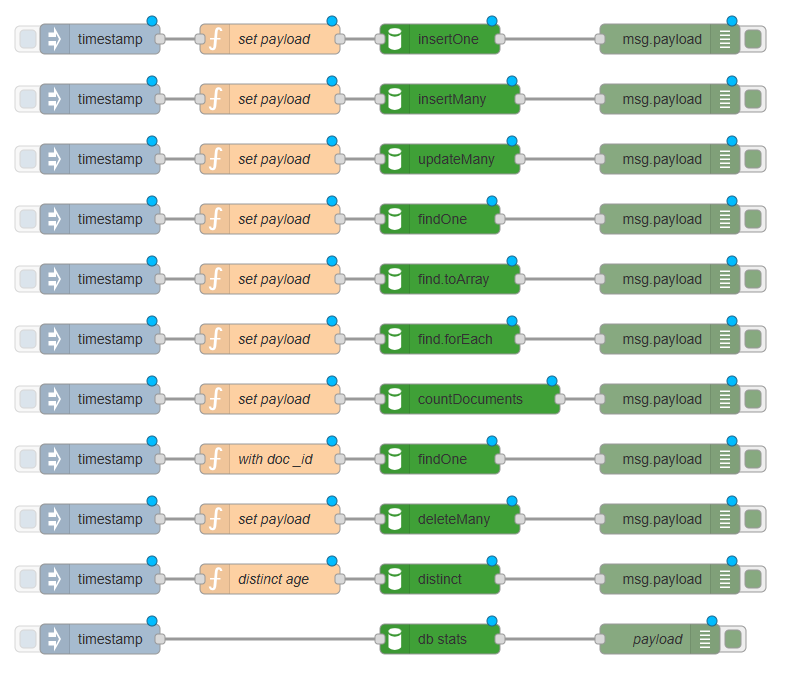 timestamp set payload insertOne msg.payload
timestamp set payload insertMany msg.payload
timestamp set payload updateMany msg.payload
timestamp set payload findOne msg.payload
timestamp set payload find.toArray msg.payload
timestamp set payload find.forEach msg.payload
timestamp set payload countDocuments msg.payload
timestamp with doc _id findOne msg.payload
timestamp set payload deleteMany msg.payload
timestamp distinct age distinct msg.payload
timestamp db stats payload